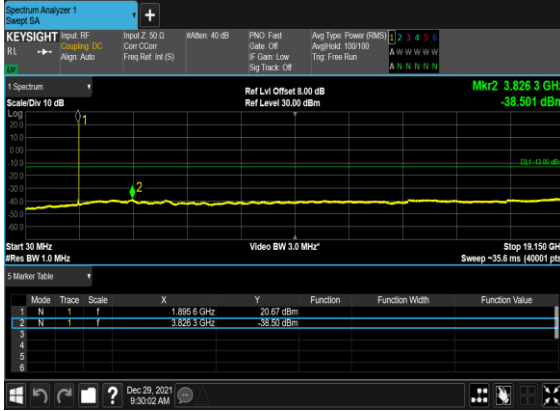 Spectrum Analyzer 1
Swept SA
+
KEYSIGHT Input: RF Input Z: 50 Ω #Atten: 40 dB PNO: Fast Avg Type: Power (RMS) 1 2 3 4 5 6
RL Coupling: DC Corr CCorr Gate: Off Avg|Hold: 100/100 A W W W W W
Align: Auto Freq Ref: Int (S) IF Gain: Low Trig: Free Run
Sig Track: Off A N N N N N
1 Spectrum
Ref Lvl Offset 8.00 dB Mkr2 3.826 3 GHz
Scale/Div 10 dB Ref Level 30.00 dBm -38.501 dBm
Log
20.0
10.0
0.00
-10.0
-20.0
-30.0
-40.0
-50.0
-60.0
1
DL1 -13.00 dBm
2
Start 30 MHz Video BW 3.0 MHz* Stop 19.150 GHz
#Res BW 1.0 MHz Sweep ~35.6 ms (40001 pts)
5 Marker Table
Mode Trace Scale X Y Function Function Width Function Value
1 N 1 f 1.895 6 GHz 20.67 dBm
2 N 1 f 3.826 3 GHz -38.50 dBm
3
4
5
6
? Dec 29, 2021
9:30:02 AM